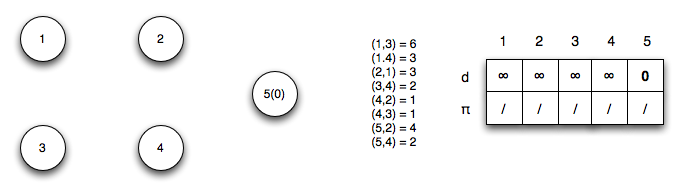 1 2
5(0)
3 4
(1,3) = 6
(1.4) = 3
(2,1) = 3
(3,4) = 2
(4,2) = 1
(4,3) = 1
(5,2) = 4
(5,4) = 2
1 2 3 4 5
d ∞ ∞ ∞ ∞ 0
π / / / / /